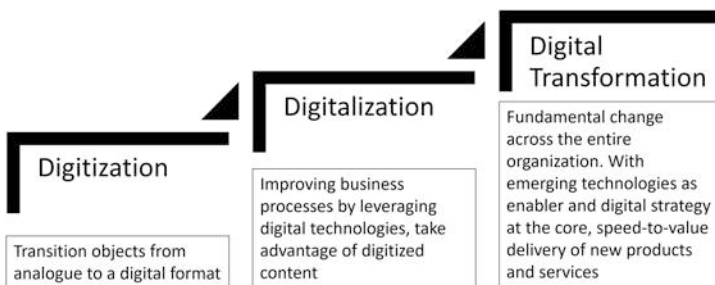 Digitization
Transition objects from
analogue to a digital format
Digitalization
Improving business
processes by leveraging
digital technologies, take
advantage of digitized
content
Digital
Transformation
Fundamental change
across the entire
organization. With
emerging technologies as
enabler and digital strategy
at the core, speed-to-value
delivery of new products
and services